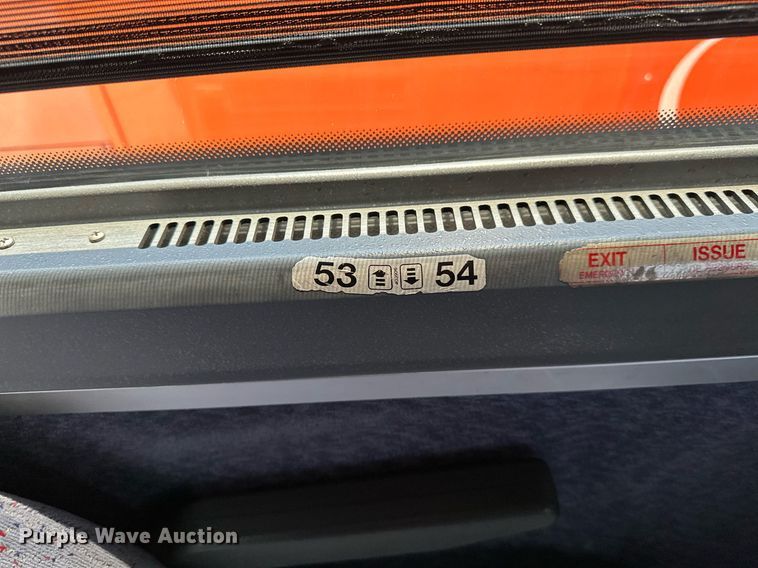 53 54
EXIT ISSUE
Purple Wave Auction